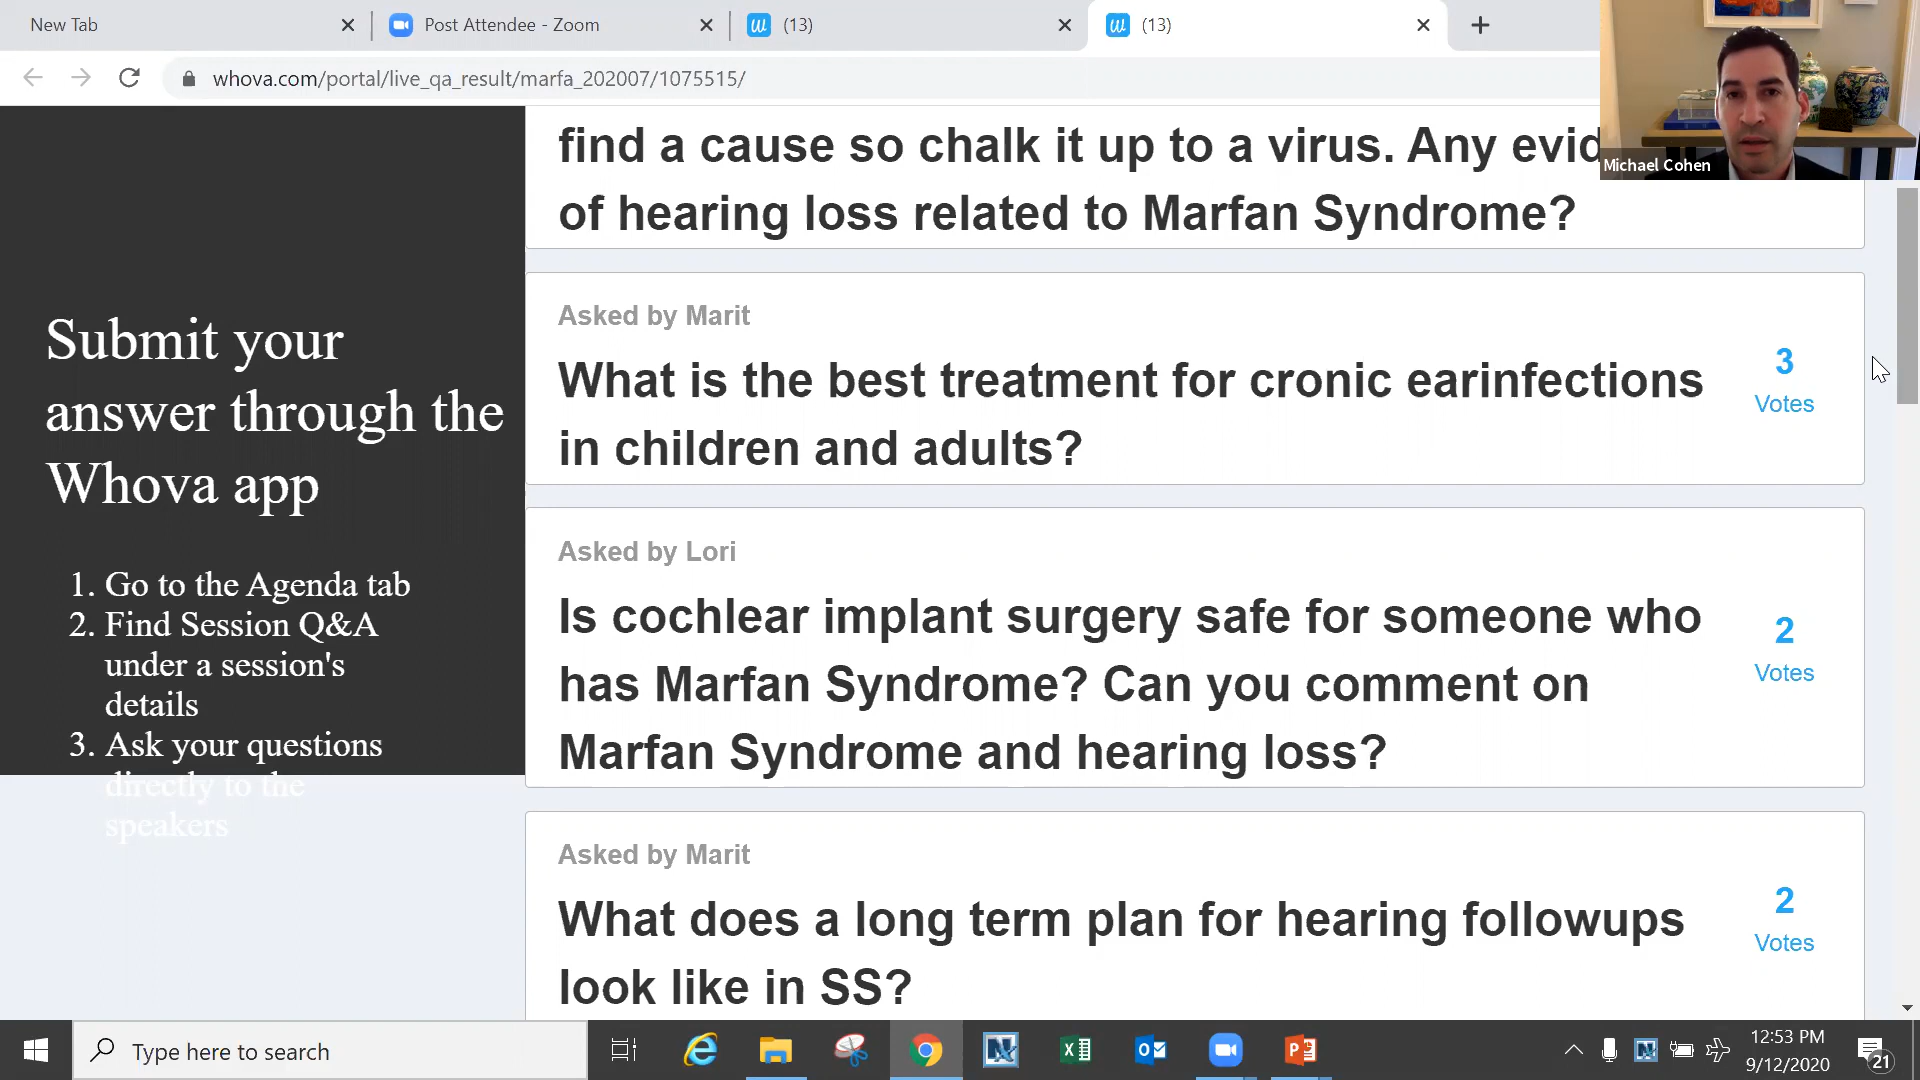 New Tab
Post Attendee - Zoom
(13)
(13)
whova.com/portal/live_qa_result/marfa_202007/1075515/
Michael Cohen
Submit your
answer through the
Whova app
1. Go to the Agenda tab
2. Find Session Q&A
under a session's
details
3. Ask your questions
directly to the
speakers
find a cause so chalk it up to a virus. Any evid
of hearing loss related to Marfan Syndrome?
Asked by Marit
What is the best treatment for cronic earinfections
in children and adults?
3
Votes
Asked by Lori
Is cochlear implant surgery safe for someone who
has Marfan Syndrome? Can you comment on
Marfan Syndrome and hearing loss?
2
Votes
Asked by Marit
What does a long term plan for hearing followups
look like in SS?
2
Votes
Type here to search
12:53 PM
9/12/2020
21